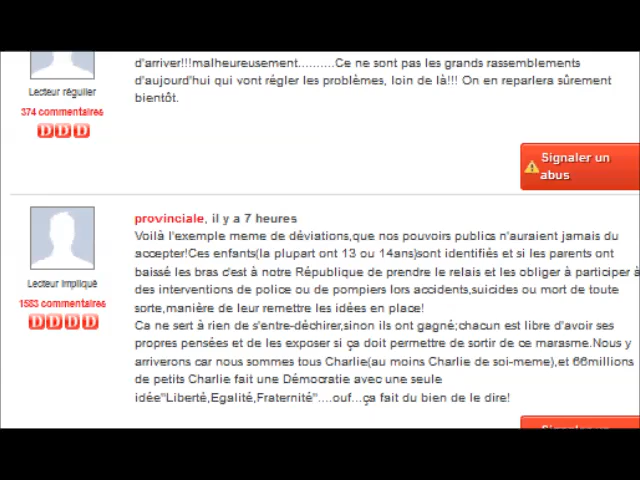 d'arriver!!!malheureusement..........Ce ne sont pas les grands rassemblements
d'aujourd'hui qui vont régler les problèmes, loin de là!!! On en reparlera sûrement
bientôt.
Lecteur régulier
374 commentaires
D D D
Signaler un
abus
provinciale, il y a 7 heures
Voilà l'exemple meme de déviations,que nos pouvoirs publics n'auraient jamais du
accepter!Ces enfants(la plupart ont 13 ou 14ans)sont identifiés et si les parents ont
baissé les bras c'est à notre République de prendre le relais et les obliger à participer à
des interventions de police ou de pompiers lors accidents,suicides ou mort de toute
sorte,manière de leur remettre les idées en place!
Ca ne sert à rien de s'entre-déchirer,sinon ils ont gagné;chacun est libre d'avoir ses
propres pensées et de les exposer si ça doit permettre de sortir de ce marasme.Nous y
arriverons car nous sommes tous Charlie(au moins Charlie de soi-meme),et 66millions
de petits Charlie fait une Démocratie avec une seule
idée"Liberté,Egalité,Fraternité"....ouf...ça fait du bien de le dire!
Lecteur impliqué
1583 commentaires
D D D D
Signaler un